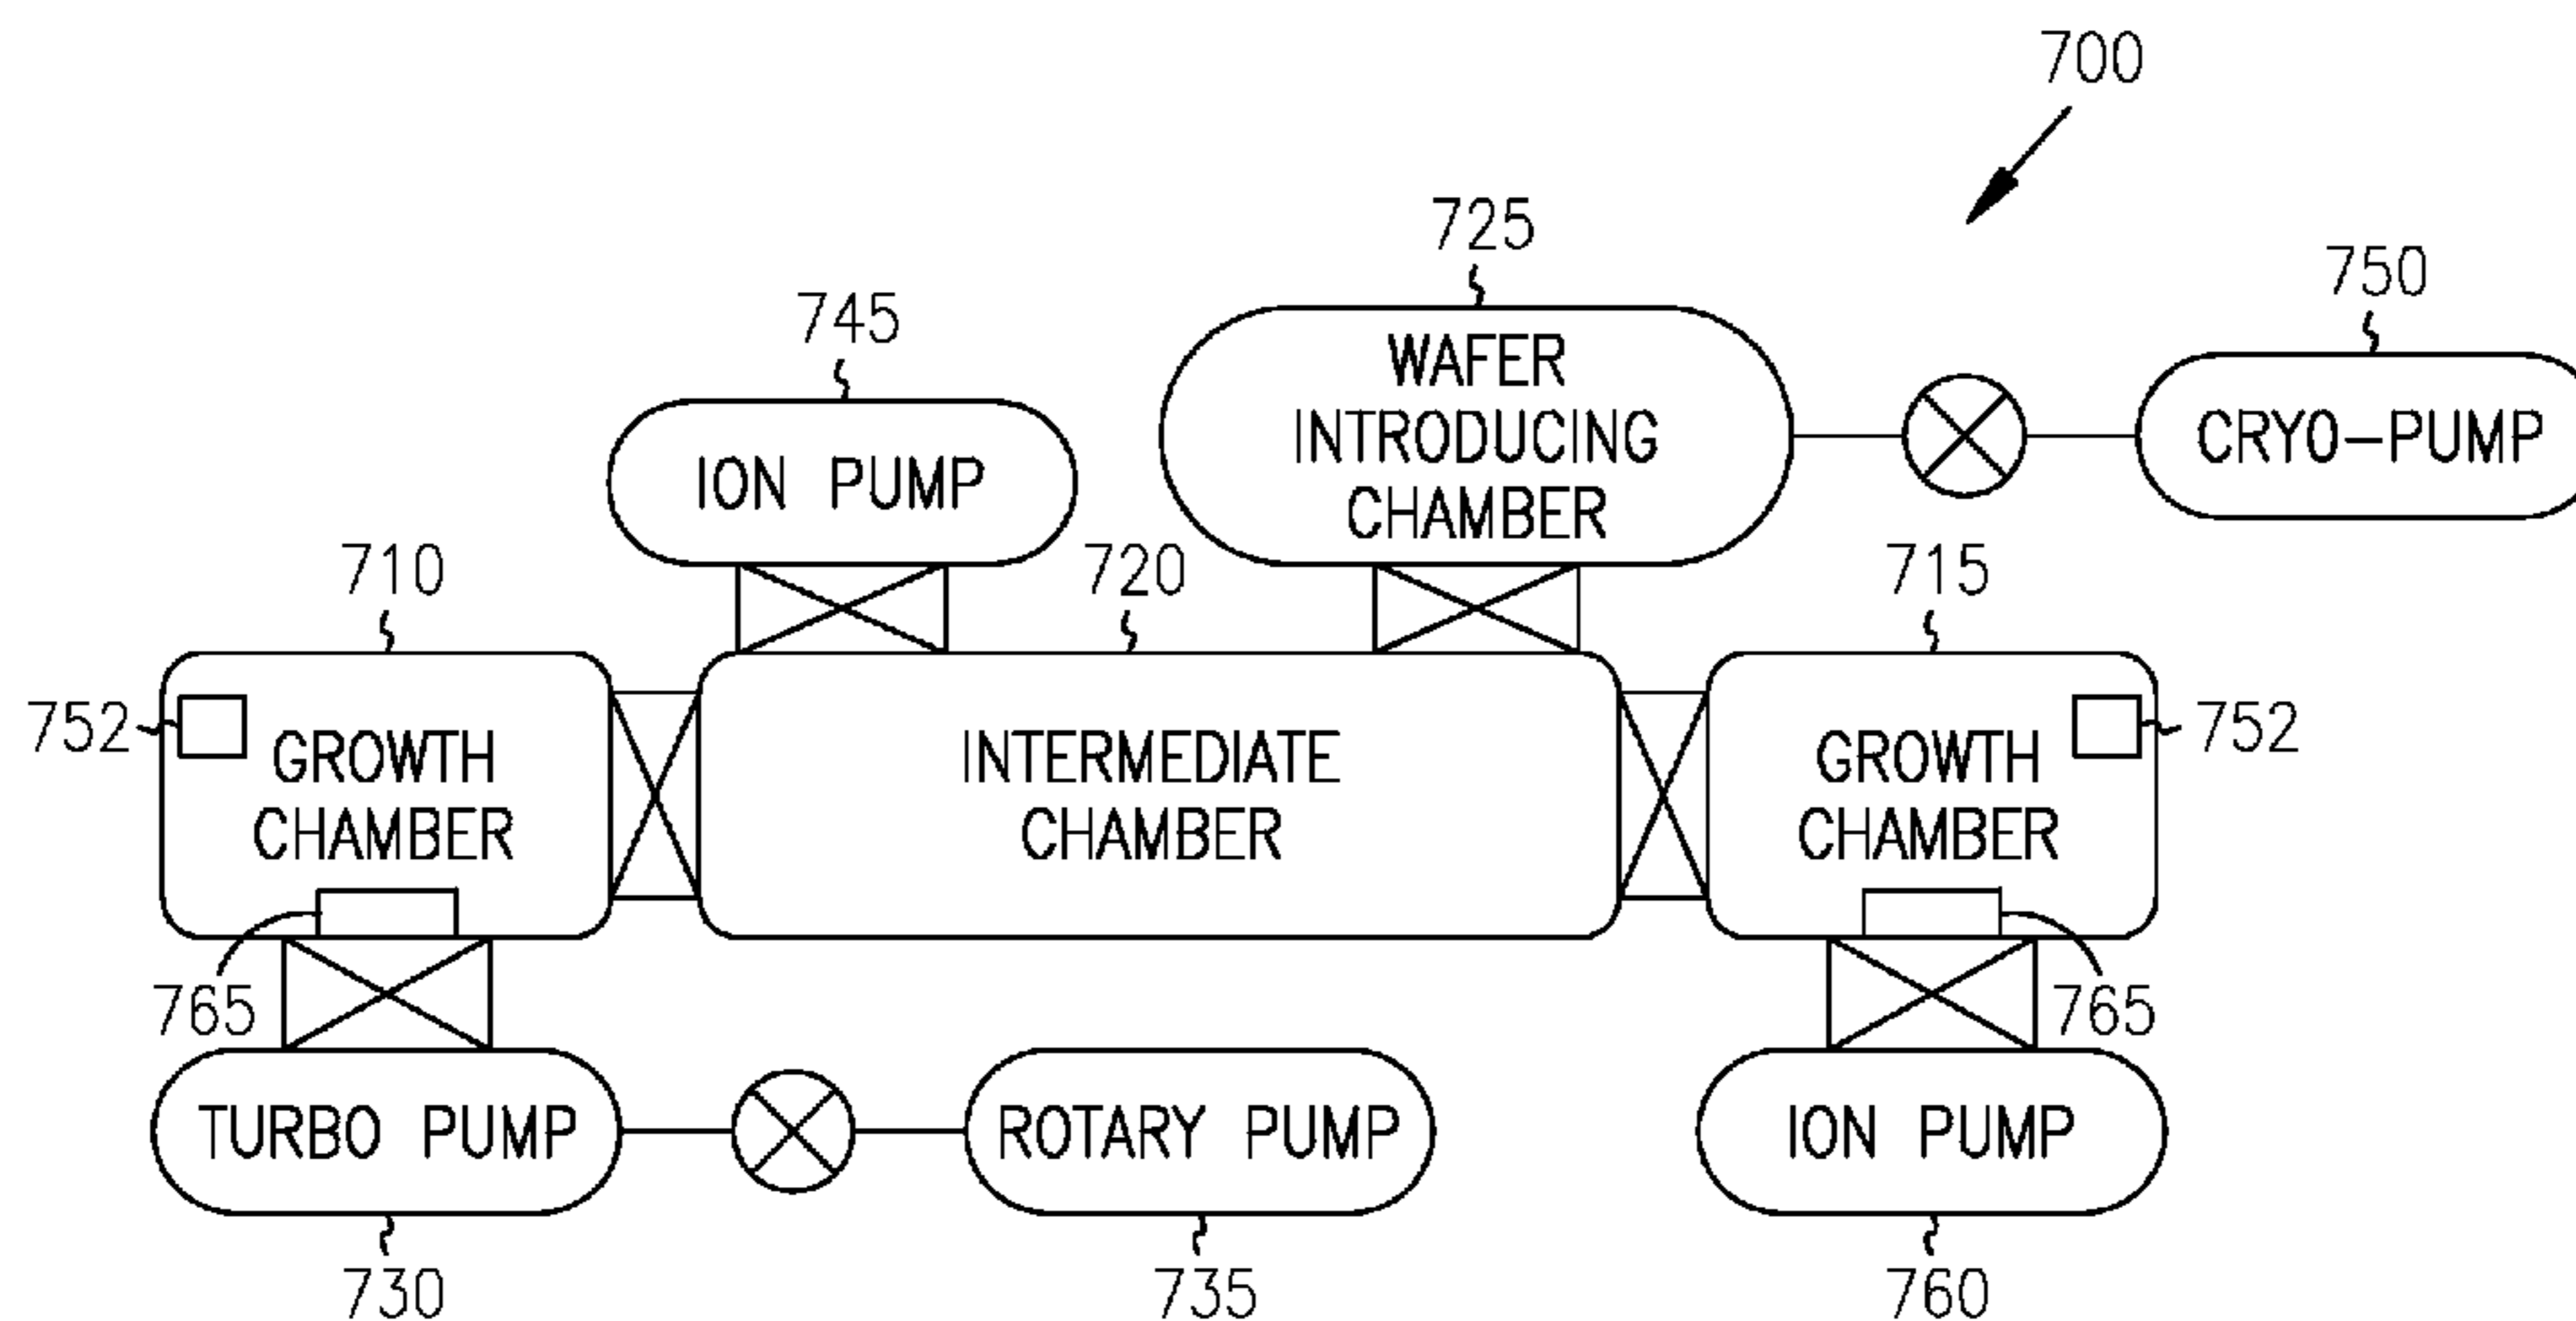 700
725
750
745
WAFER
INTRODUCING
CHAMBER
CRYO-PUMP
ION PUMP
710
720
715
752
GROWTH
CHAMBER
INTERMEDIATE
CHAMBER
GROWTH
CHAMBER
752
765
765
TURBO PUMP
ROTARY PUMP
ION PUMP
730
735
760